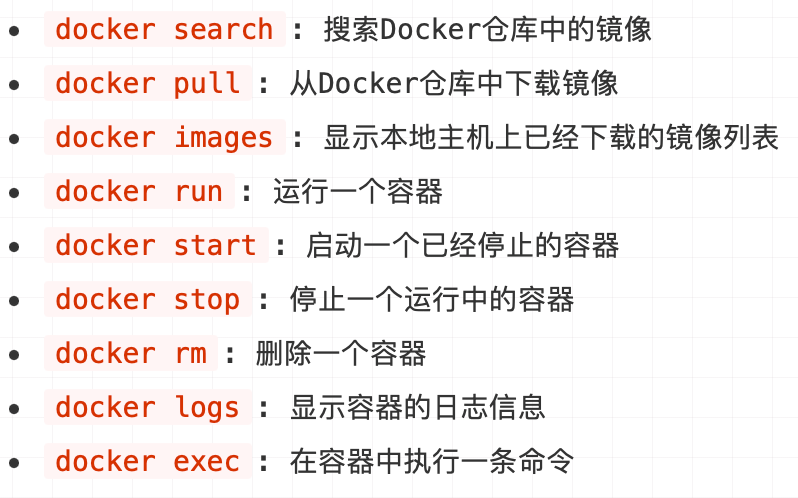 docker search : 搜索Docker仓库中的镜像
docker pull : 从Docker仓库中下载镜像
docker images : 显示本地主机上已经下载的镜像列表
docker run : 运行一个容器
docker start : 启动一个已经停止的容器
docker stop : 停止一个运行中的容器
docker rm : 删除一个容器
docker logs : 显示容器的日志信息
docker exec : 在容器中执行一条命令